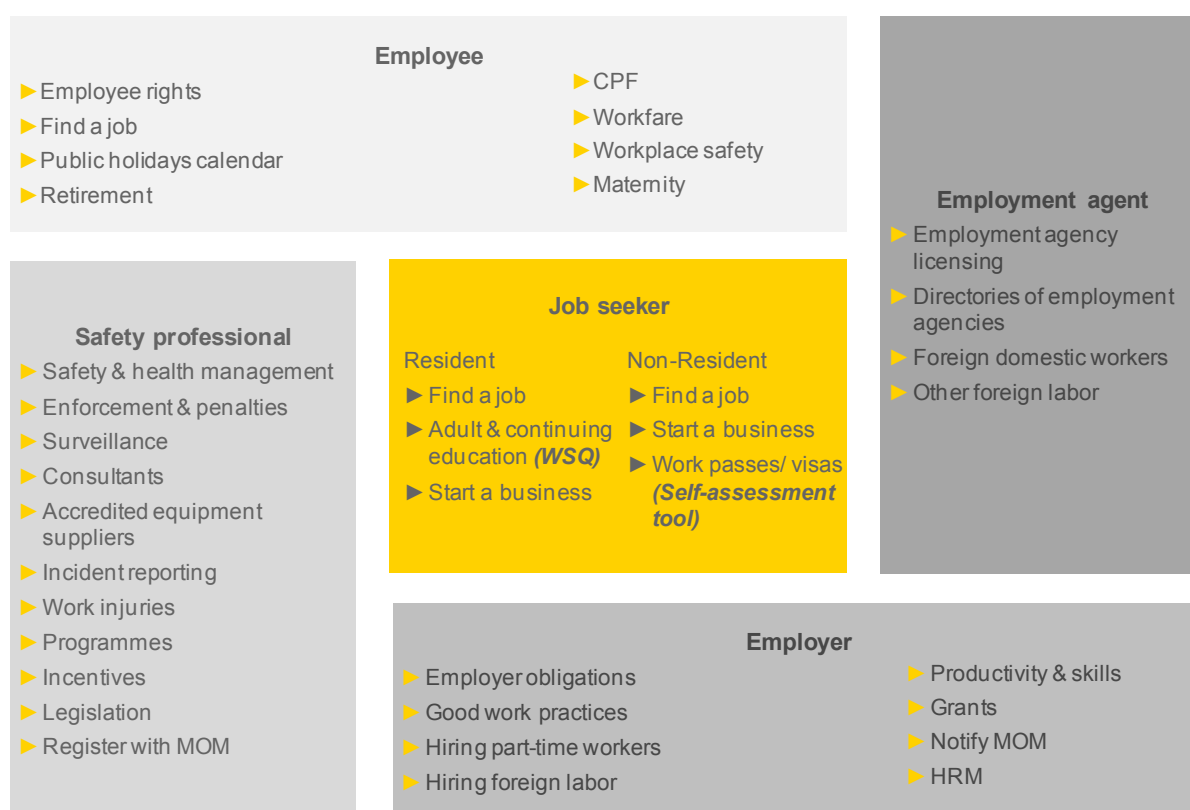 Employee
► Employee rights
► Find a job
► Public holidays calendar
► Retirement
► CPF
► Workfare
► Workplace safety
► Maternity
Employment agent
► Employment agency
licensing
► Directories of employment
agencies
► Foreign domestic workers
► Other foreign labor
Safety professional
► Safety & health management
► Enforcement & penalties
► Surveillance
► Consultants
► Accredited equipment
suppliers
► Incident reporting
► Work injuries
► Programmes
► Incentives
► Legislation
► Register with MOM
Job seeker
Resident
► Find a job
► Adult & continuing
education (WSQ)
► Start a business
Non-Resident
► Find a job
► Start a business
► Work passes/ visas
(Self-assessment
tool)
Employer
► Employer obligations
► Good work practices
► Hiring part-time workers
► Hiring foreign labor
► Productivity & skills
► Grants
► Notify MOM
► HRM